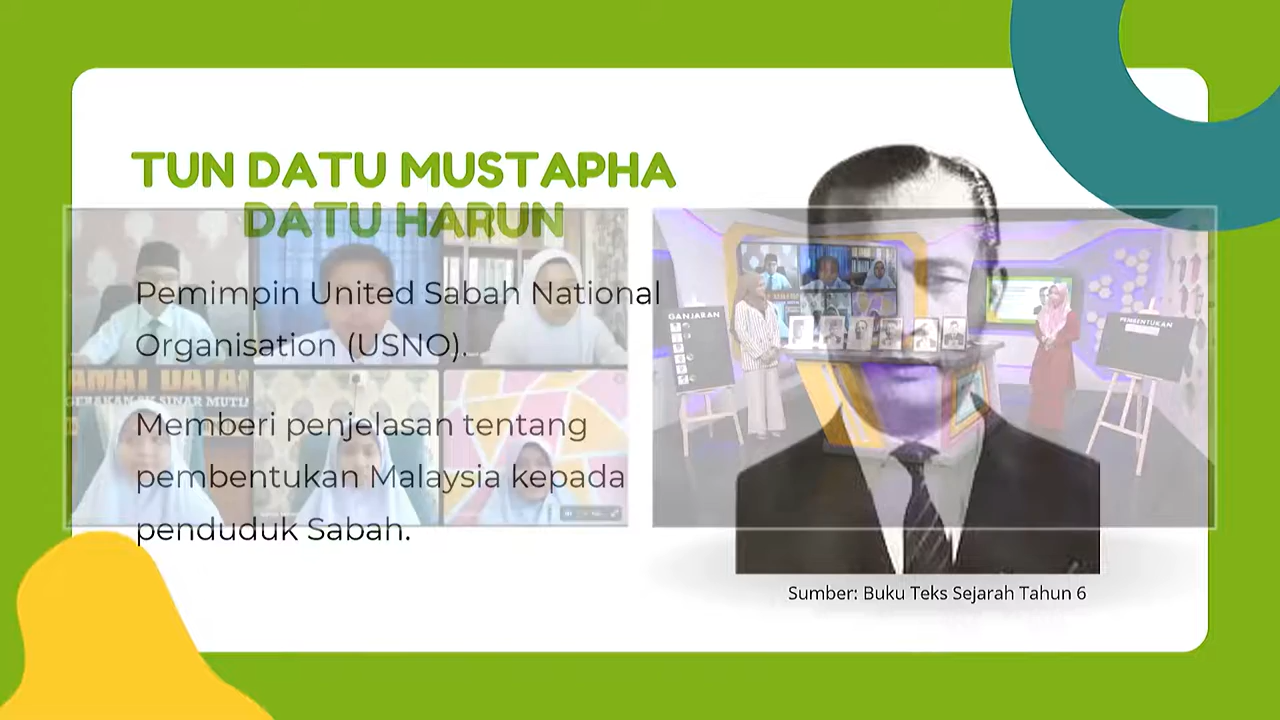 TUN DATU MUSTAPHA
DATU HARUN
Pemimpin United Sabah National
Organisation (USNO).
Memberi penjelasan tentang
pembentukan Malaysia kepada
penduduk Sabah.
GANJARAN
PEMBENTUKAN
Sumber: Buku Teks Sejarah Tahun 6